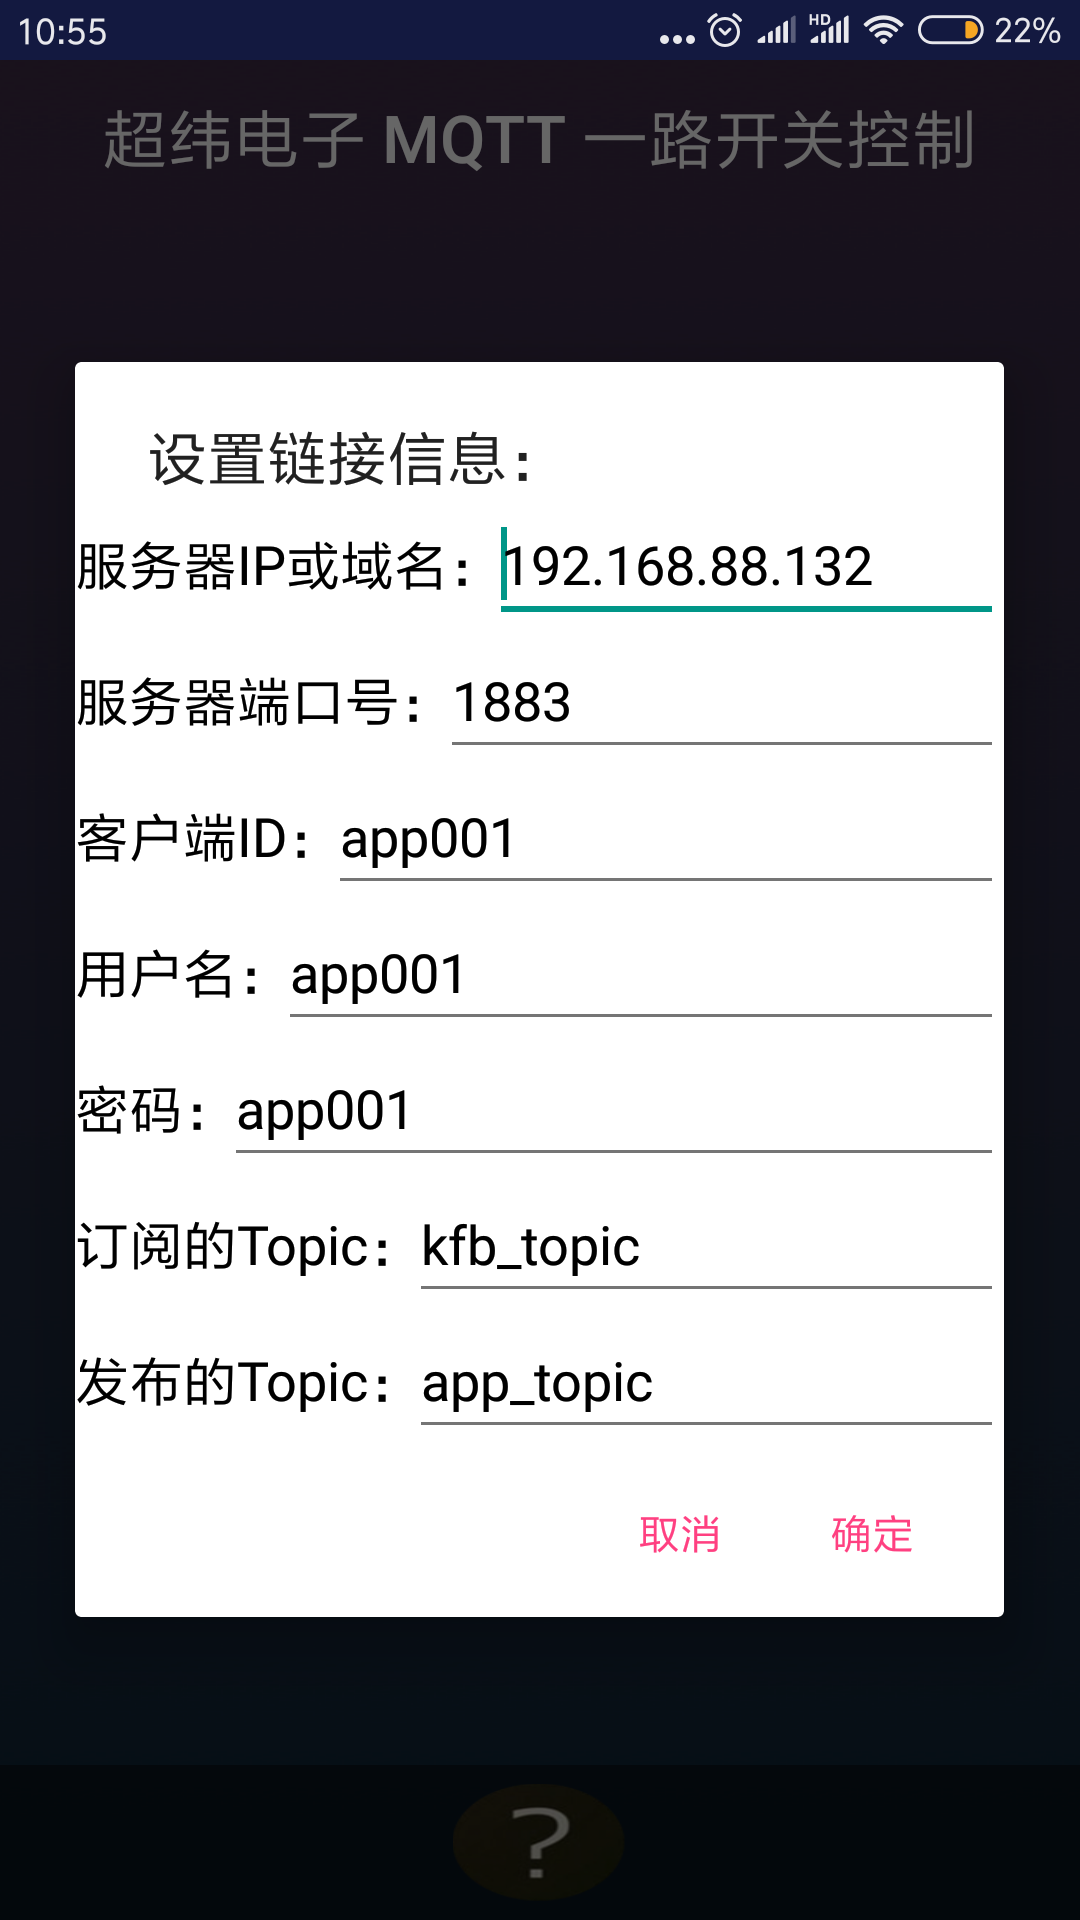 10:55
HD
22%
超纬电子 MQTT 一路开关控制
设置链接信息：
服务器IP或域名：192.168.88.132
服务器端口号：1883
客户端ID：app001
用户名：app001
密码：app001
订阅的Topic：kfb_topic
发布的Topic：app_topic
取消 确定
?